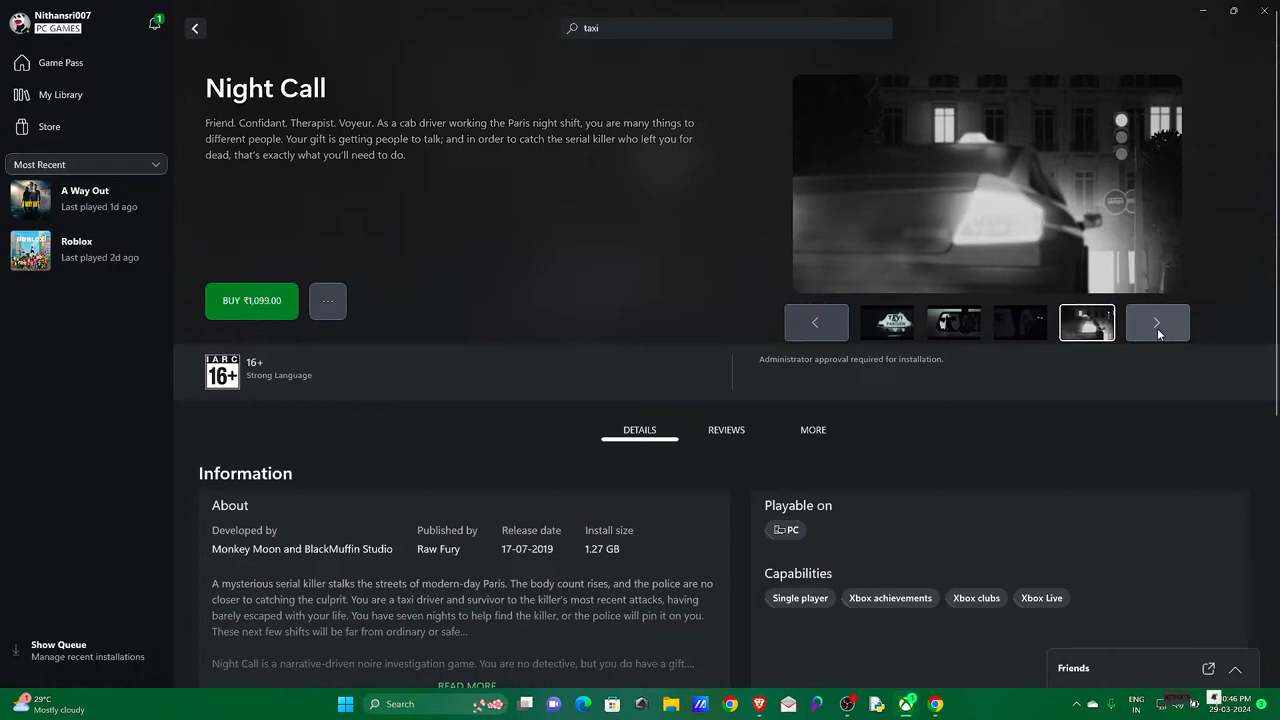 Nithansri007
PC GAMES
1
taxi
Game Pass
My Library
Store
Most Recent
A Way Out
Last played 1d ago
Roblox
Last played 2d ago
Night Call
Friend. Confidant. Therapist. Voyeur. As a cab driver working the Paris night shift, you are many things to
different people. Your gift is getting people to talk; and in order to catch the serial killer who left you for
dead, that's exactly what you'll need to do.
BUY ₹1,099.00
...
TAXI
PARISIEN
IARC
16+
16+
Strong Language
Administrator approval required for installation.
DETAILS
REVIEWS
MORE
Information
About
Developed by
Published by
Release date
Install size
Monkey Moon and BlackMuffin Studio
Raw Fury
17-07-2019
1.27 GB
A mysterious serial killer stalks the streets of modern-day Paris. The body count rises, and the police are no
closer to catching the culprit. You are a taxi driver and survivor to the killer's most recent attacks, having
barely escaped with your life. You have seven nights to help find the killer, or the police will pin it on you.
These next few shifts will be far from ordinary or safe...
Night Call is a narrative-driven noire investigation game. You are no detective, but you do have a gift....
READ MORE
Playable on
PC
Capabilities
Single player
Xbox achievements
Xbox clubs
Xbox Live
Show Queue
Manage recent installations
Friends
1
29°C
Mostly cloudy
Search
1
ENG
IN
0:46 PM
29-03-2024
3